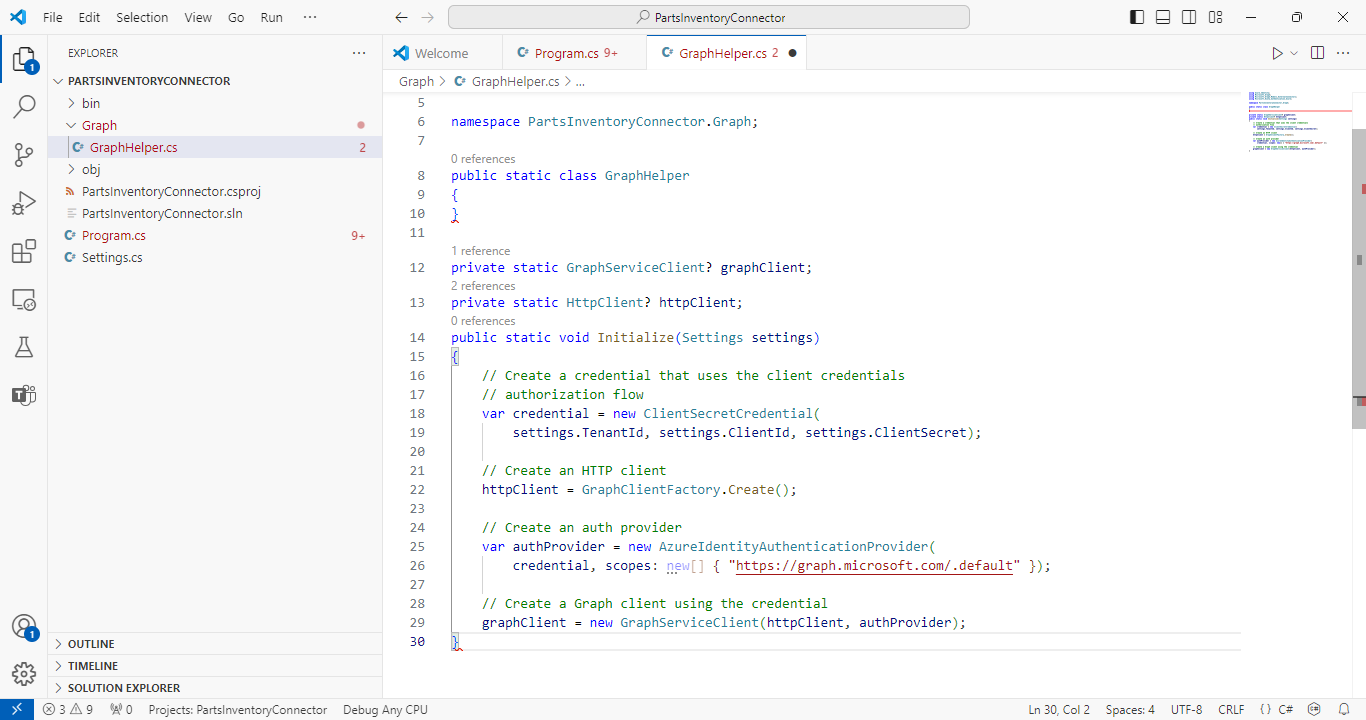 File Edit Selection View Go Run ···
PartsInventoryConnector
EXPLORER
PARTSINVENTORYCONNECTOR
bin
Graph
GraphHelper.cs 2
obj
PartsInventoryConnector.csproj
PartsInventoryConnector.sln
Program.cs 9+
Settings.cs
OUTLINE
TIMELINE
SOLUTION EXPLORER
1
1
Welcome
Program.cs 9+
GraphHelper.cs 2
Graph > GraphHelper.cs > ...
5
6 namespace PartsInventoryConnector.Graph;
7
0 references
8 public static class GraphHelper
9 {
10 }
11
1 reference
12 private static GraphServiceClient? graphClient;
2 references
13 private static HttpClient? httpClient;
0 references
14 public static void Initialize(Settings settings)
15 {
16 // Create a credential that uses the client credentials
17 // authorization flow
18 var credential = new ClientSecretCredential(
19 settings.TenantId, settings.ClientId, settings.ClientSecret);
20
21 // Create an HTTP client
22 httpClient = GraphClientFactory.Create();
23
24 // Create an auth provider
25 var authProvider = new AzureIdentityAuthenticationProvider(
26 credential, scopes: new[] { "https://graph.microsoft.com/.default" });
27
28 // Create a Graph client using the credential
29 graphClient = new GraphServiceClient(httpClient, authProvider);
30 }
3 9 0 Projects: PartsInventoryConnector Debug Any CPU
Ln 30, Col 2 Spaces: 4 UTF-8 CRLF {} C#